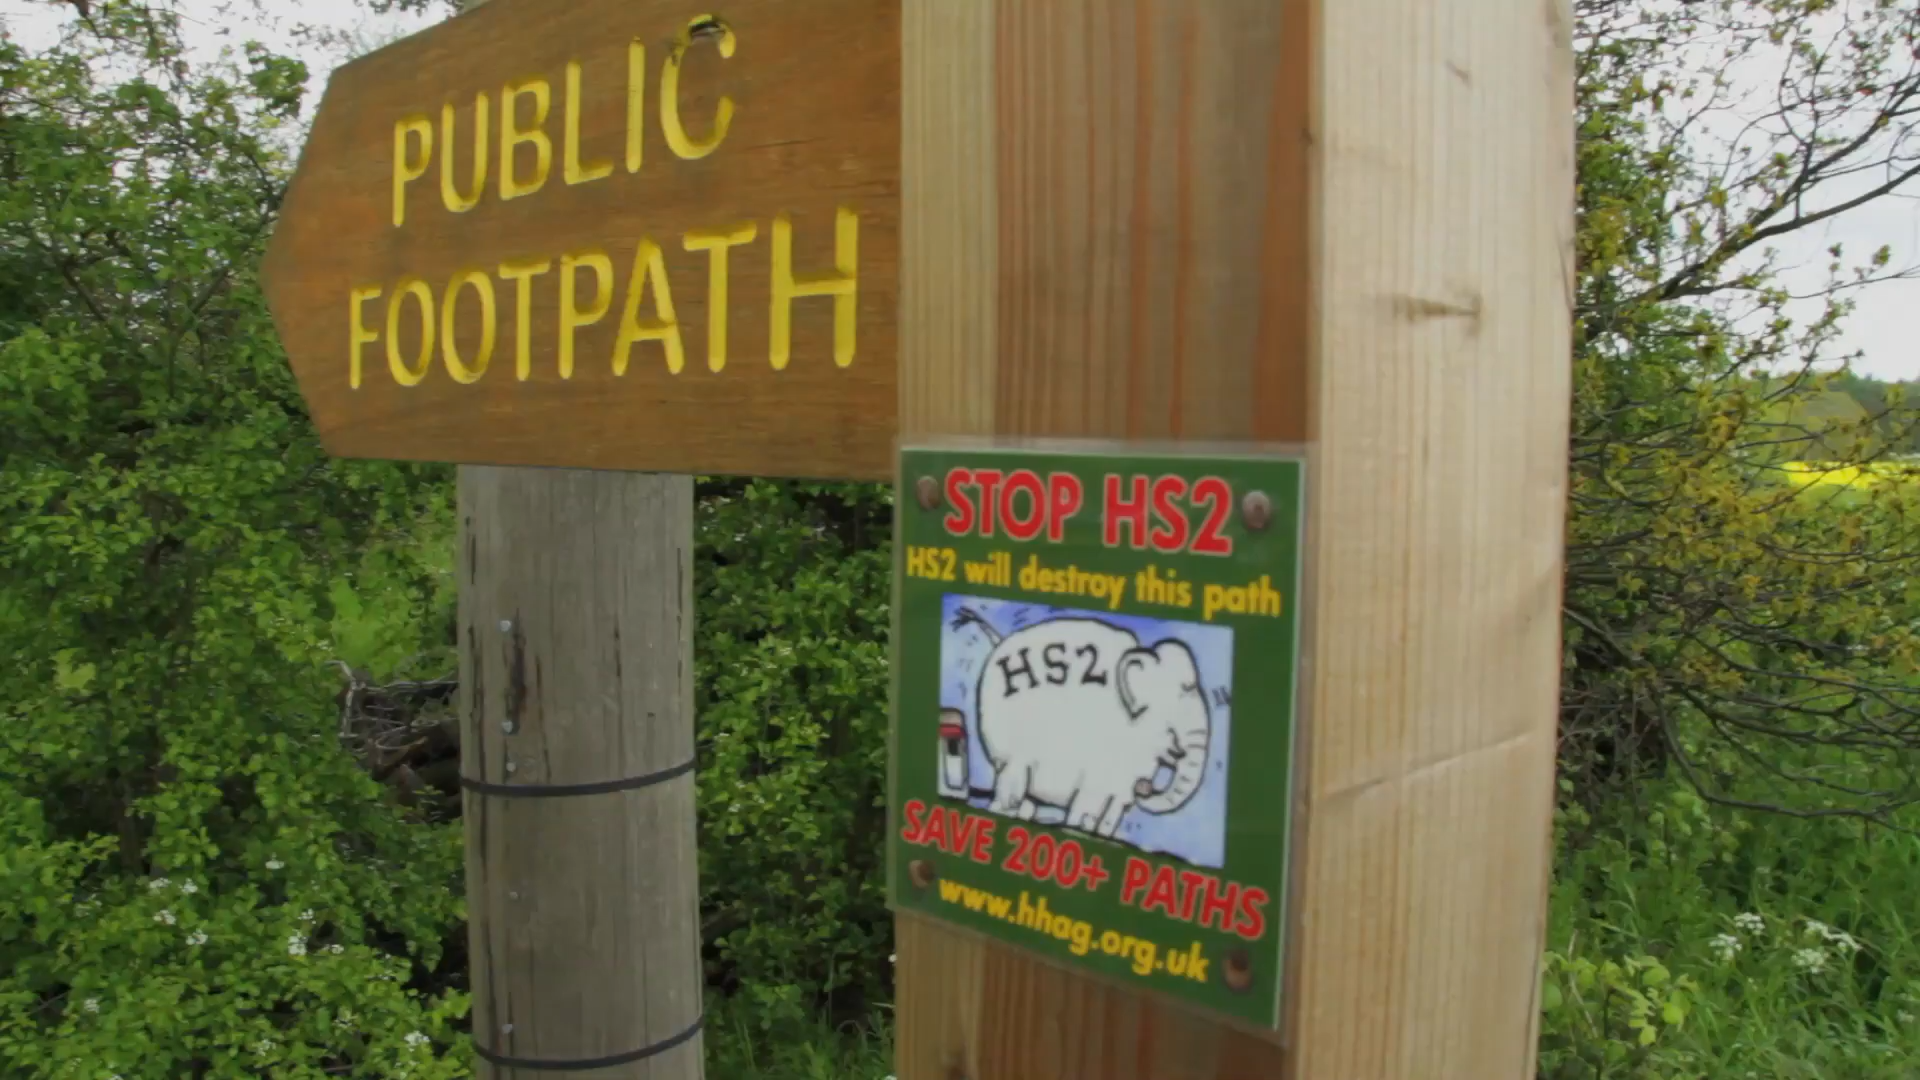 PUBLIC
FOOTPATH
STOP HS2
HS2 will destroy this path
HS2
SAVE 200+ PATHS
www.hhag.org.uk